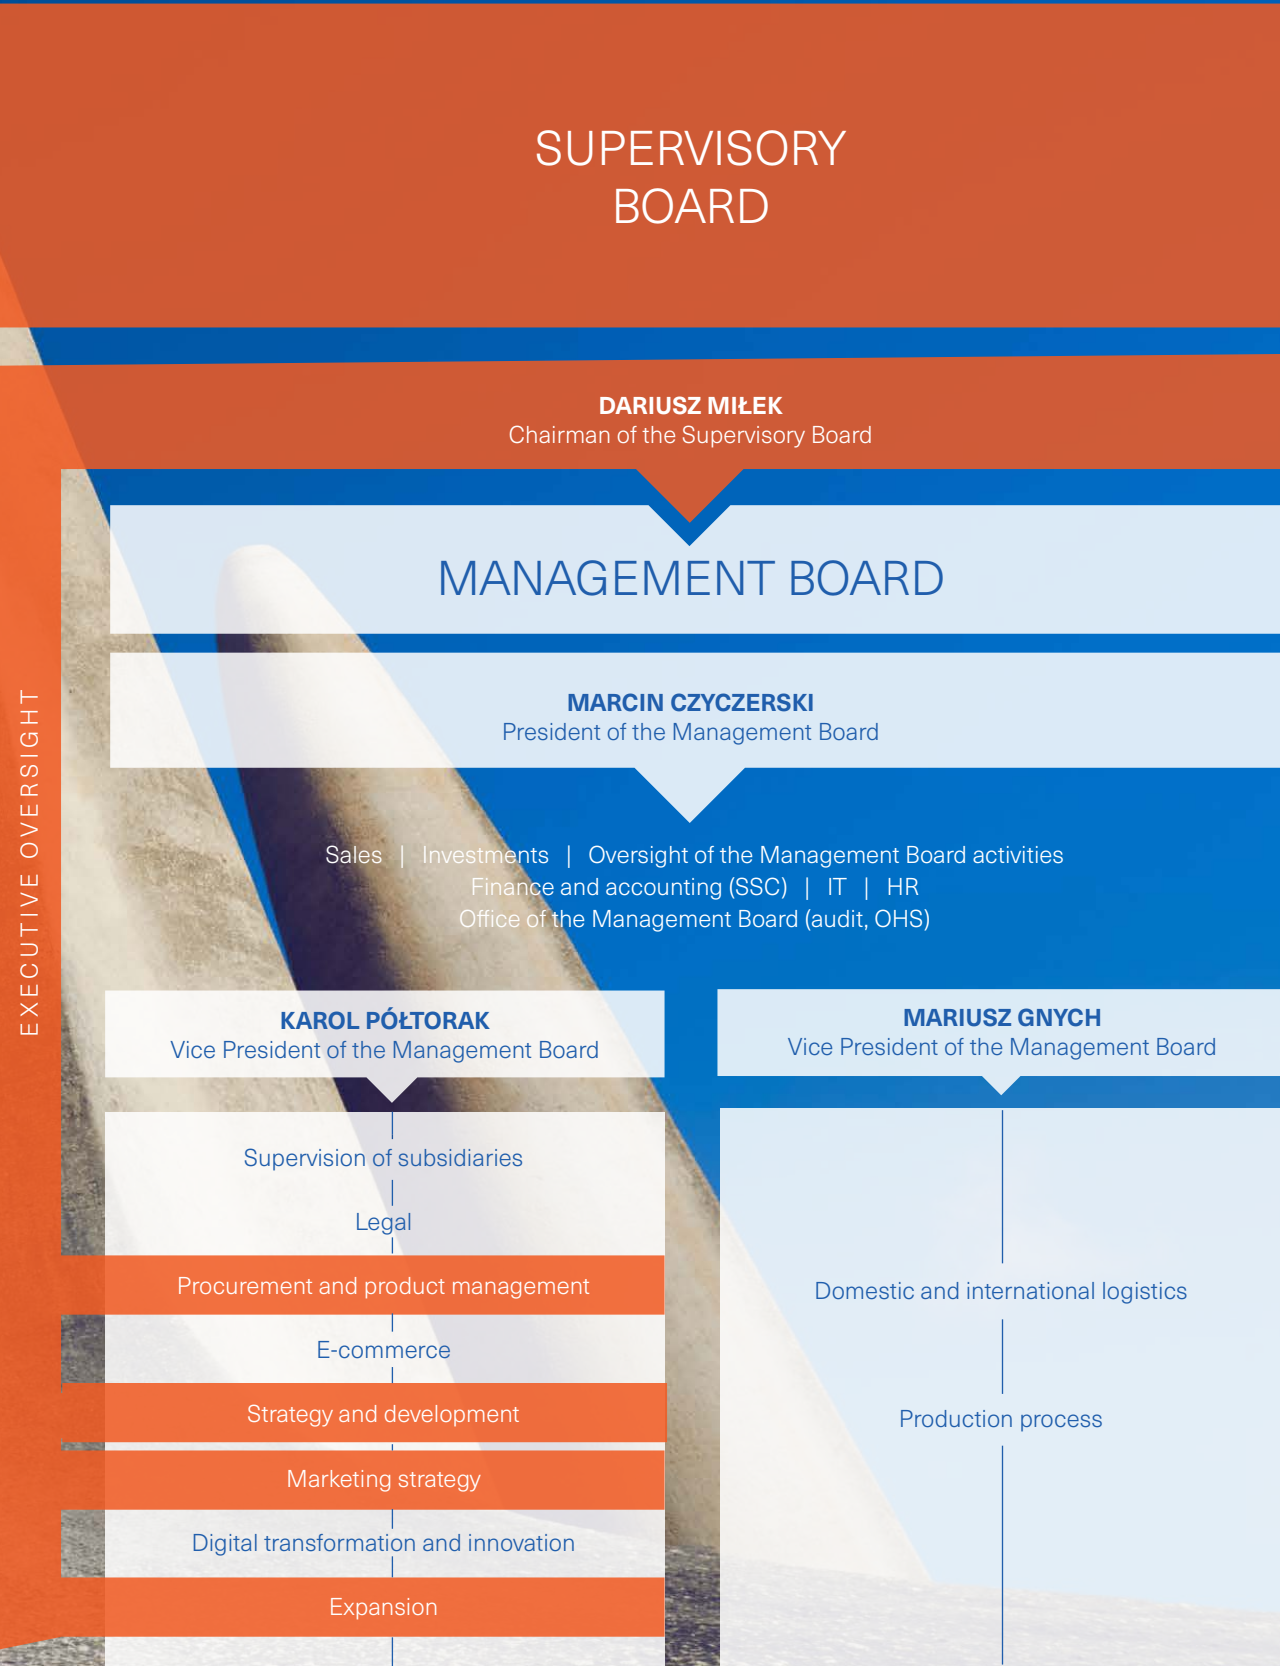 SUPERVISORY
BOARD
DARIUSZ MIŁEK
Chairman of the Supervisory Board
MANAGEMENT BOARD
MARCIN CZYCZERSKI
President of the Management Board
EXECUTIVE OVERSIGHT
Sales | Investments | Oversight of the Management Board activities
Finance and accounting (SSC) | IT | HR
Office of the Management Board (audit, OHS)
KAROL PÓŁTORAK
Vice President of the Management Board
Supervision of subsidiaries
Legal
Procurement and product management
E-commerce
Strategy and development
Marketing strategy
Digital transformation and innovation
Expansion
MARIUSZ GNYCH
Vice President of the Management Board
Domestic and international logistics
Production process